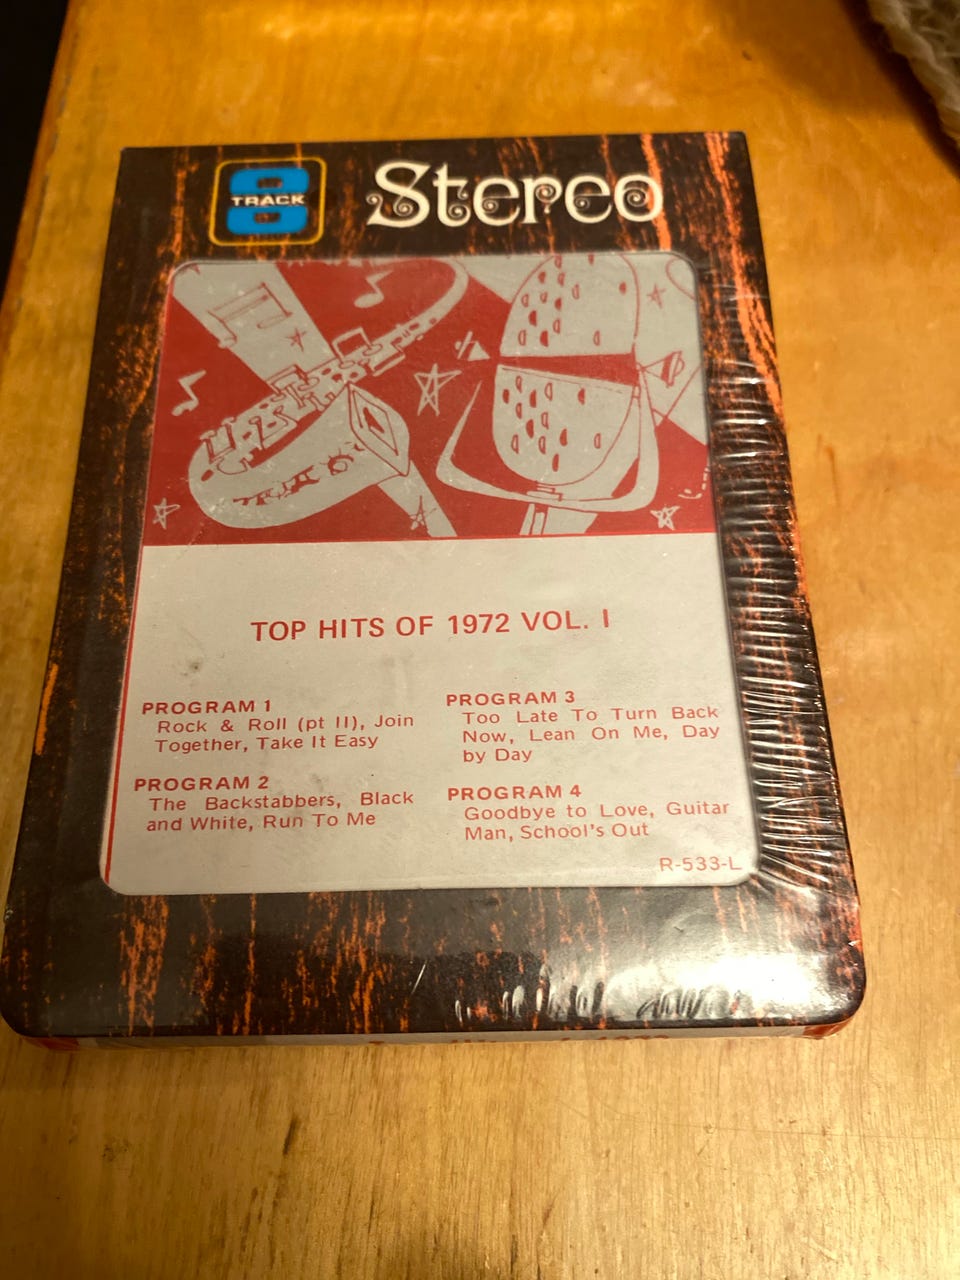 8
TRACK
Stereo
TOP HITS OF 1972 VOL. I
PROGRAM 1
Rock & Roll (pt II), Join
Together, Take It Easy
PROGRAM 2
The Backstabbers, Black
and White, Run To Me
PROGRAM 3
Too Late To Turn Back
Now, Lean On Me, Day
by Day
PROGRAM 4
Goodbye to Love, Guitar
Man, School's Out
R-533-L